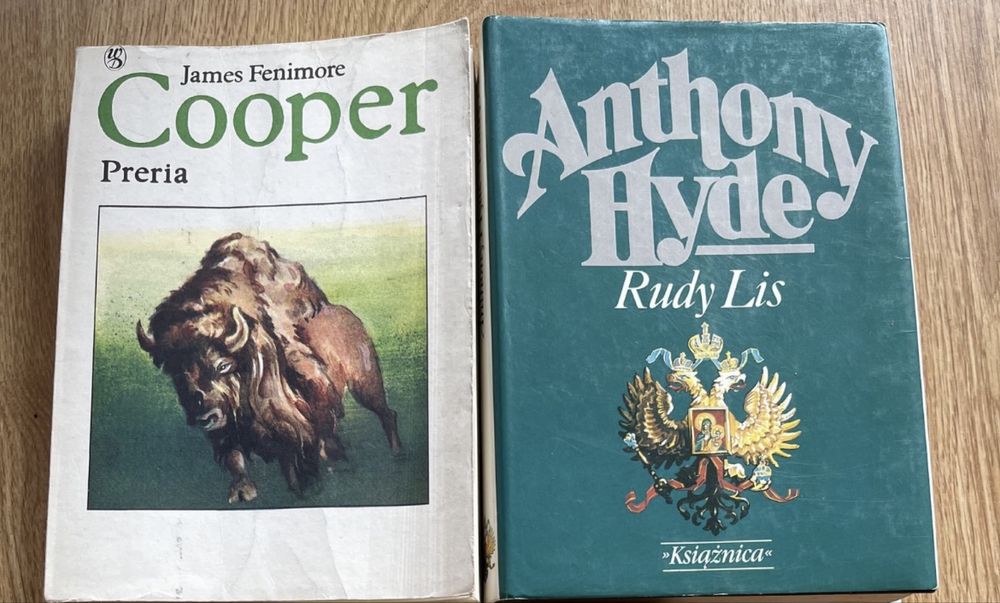 James Fenimore
Cooper
Preria
Anthony
Hyde
Rudy Lis
»Książnica«